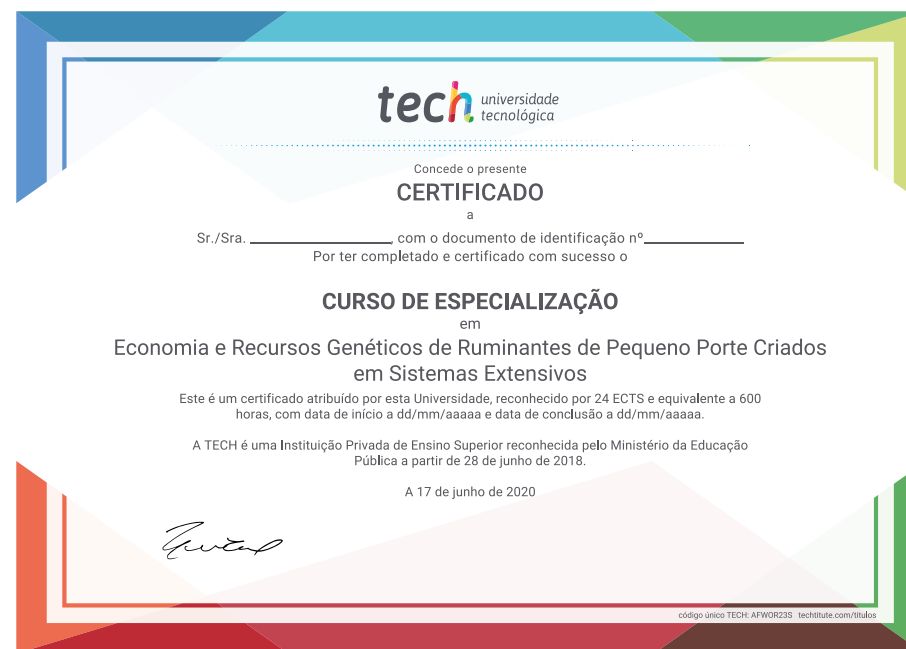 tech universidade
tecnológica
Concede o presente
CERTIFICADO
a
Sr./Sra. ____________, com o documento de identificação nº____________
Por ter completado e certificado com sucesso o
CURSO DE ESPECIALIZAÇÃO
em
Economia e Recursos Genéticos de Ruminantes de Pequeno Porte Criados
em Sistemas Extensivos
Este é um certificado atribuído por esta Universidade, reconhecido por 24 ECTS e equivalente a 600
horas, com data de início a dd/mm/aaaaa e data de conclusão a dd/mm/aaaaa.
A TECH é uma Instituição Privada de Ensino Superior reconhecida pelo Ministério da Educação
Pública a partir de 28 de junho de 2018.
A 17 de junho de 2020
código único TECH: AFWOR23S techtitute.com/titulos